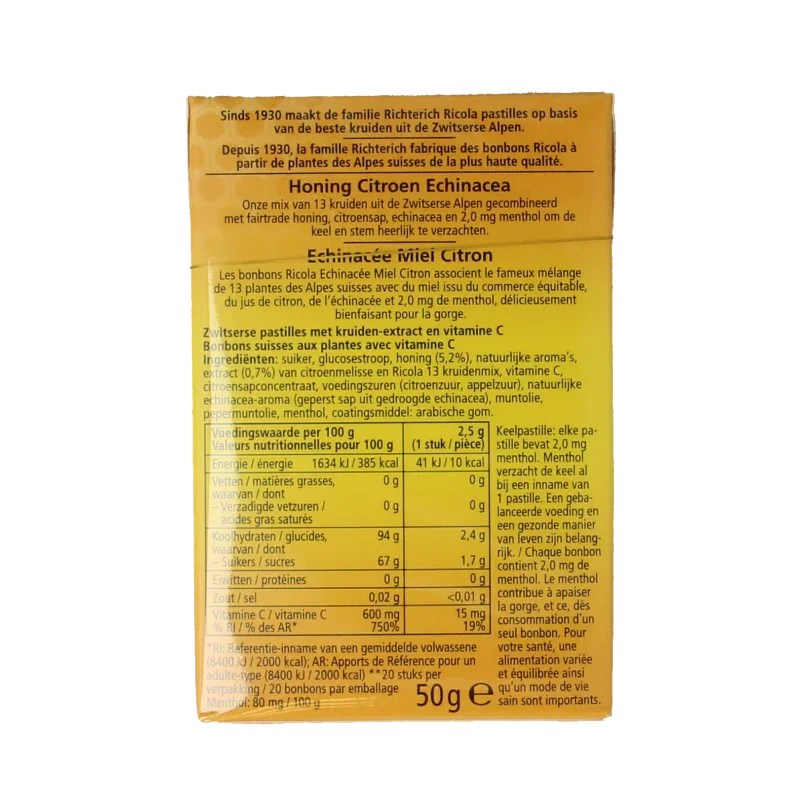 Sinds 1930 maakt de familie Richterich Ricola pastilles op basis
van de beste kruiden uit de Zwitserse Alpen.
Depuis 1930, la famille Richterich fabrique des bonbons Ricola à
partir de plantes des Alpes suisses de la plus haute qualité.
Honing Citroen Echinacea
Onze mix van 13 kruiden uit de Zwitserse Alpen gecombineerd
met fairtrade honing, citroensap, echinacea en 2,0 mg menthol om de
keel en stem heerlijk te verzachten.
Echinacée Miel Citron
Les bonbons Ricola Echinacée Miel Citron associent le fameux mélange
de 13 plantes des Alpes suisses avec du miel issu du commerce équitable,
du jus de citron, de l'échinacée et 2,0 mg de menthol, délicieusement
bienfaisant pour la gorge.
Zwitserse pastilles met kruiden-extract en vitamine C
Bonbons suisses aux plantes avec vitamine C
Ingrediënten: suiker, glucosestroop, honing (5,2%), natuurlijke aroma's,
extract (0,7%) van citroenmelisse en Ricola 13 kruidenmix, vitamine C,
citroensapconcentraat, voedingszuren (citroenzuur, appelzuur), natuurlijke
echinacea-aroma (geperst sap uit gedroogde echinacea), muntolie,
pepermuntolie, menthol, coatingsmiddel: arabische gom.
Voedingswaarde per 100 g 2,5 g
Valeurs nutritionnelles pour 100 g (1 stuk / pièce)
Energie / énergie 1634 kJ / 385 kcal 41 kJ / 10 kcal
Vetten / matières grasses, 0 g 0 g
waarvan / dont
– Verzadigde vetzuren / 0 g 0 g
acides gras saturés
Koolhydraten / glucides, 94 g 2,4 g
waarvan / dont
– Suikers / sucres 67 g 1,7 g
Eiwitten / protéines 0 g 0 g
Zout / sel 0,02 g <0,01 g
Vitamine C / vitamine C 600 mg 15 mg
% RI / % des AR* 750% 19%
*RI: Referentie-inname van een gemiddelde volwassene
(8400 kJ / 2000 kcal); AR: Apports de Référence pour un
adulte-type (8400 kJ / 2000 kcal) **20 stuks per
verpakking / 20 bonbons par emballage
Menthol: 80 mg / 100 g
50 g ℮
Keelpastille: elke pa-
stille bevat 2,0 mg
menthol. Menthol
verzacht de keel al
bij een inname van
1 pastille. Een geba-
lanceerde voeding en
een gezonde manier
van leven zijn belang-
rijk. / Chaque bonbon
contient 2,0 mg de
menthol. Le menthol
contribue à apaiser
la gorge, et ce, dès
consommation d'un
seul bonbon. Pour
votre santé, une
alimentation variée
et équilibrée ainsi
qu'un mode de vie
sain sont importants.